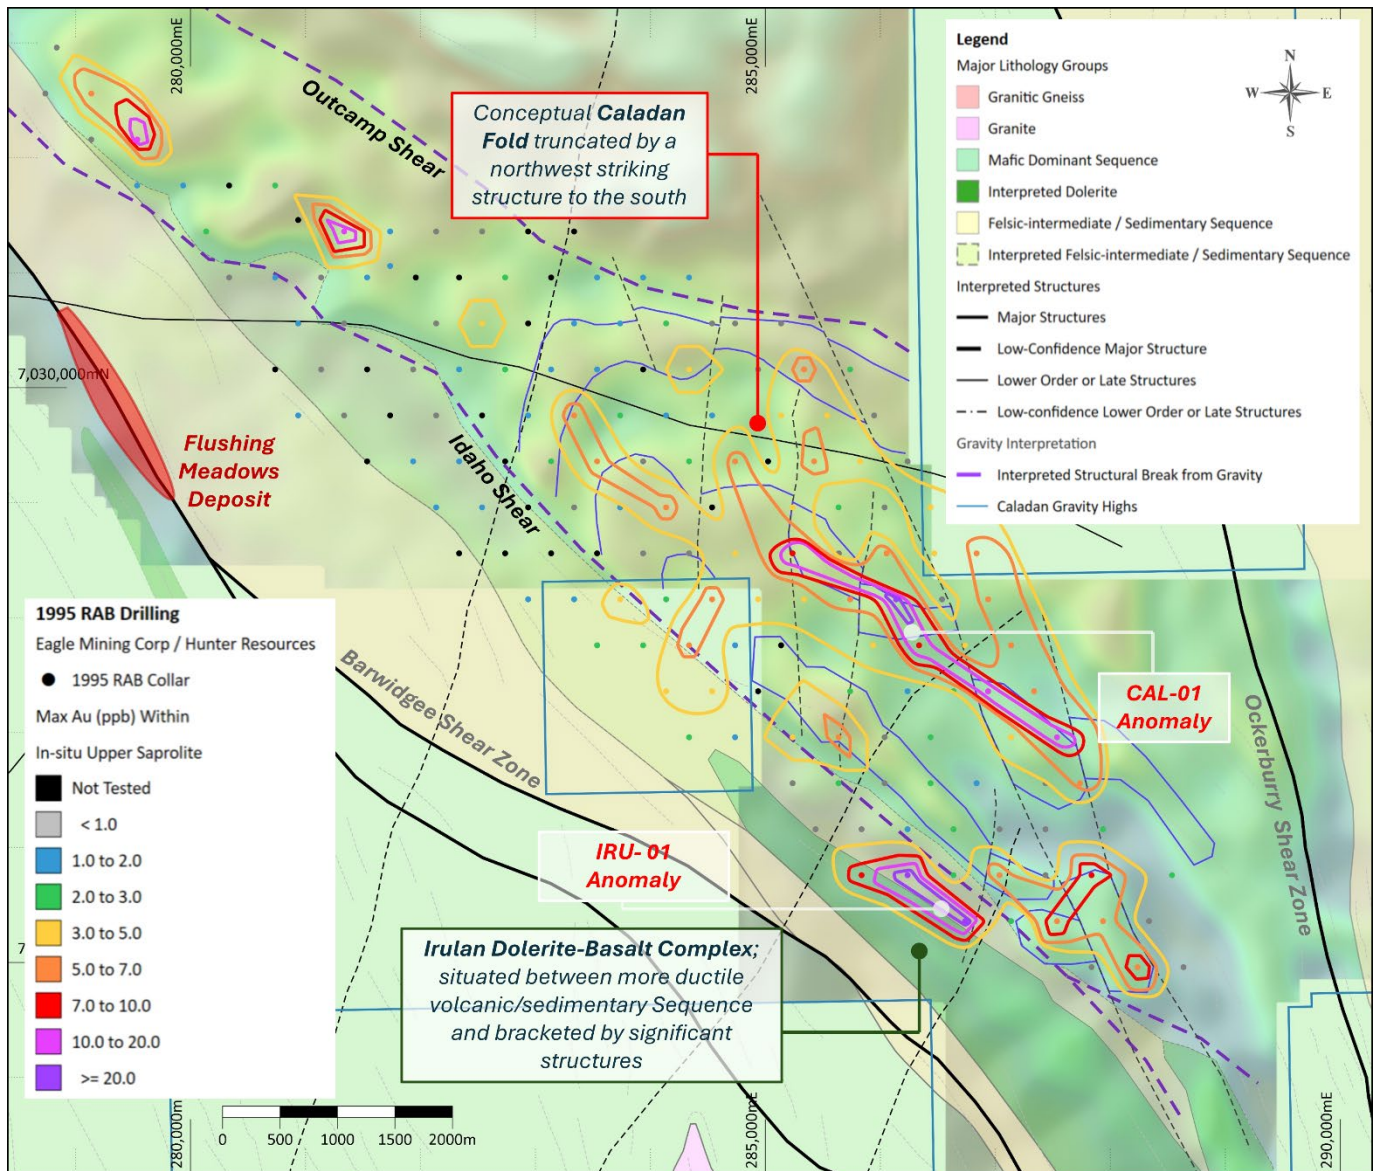 280,000mE
285,000mE
Outcamp Shear
Conceptual Caladan
Fold truncated by a
northwest striking
structure to the south
Legend
Major Lithology Groups
Granitic Gneiss
Granite
Mafic Dominant Sequence
Interpreted Dolerite
Felsic-intermediate / Sedimentary Sequence
Interpreted Felsic-intermediate / Sedimentary Sequence
Interpreted Structures
Major Structures
Low-Confidence Major Structure
Lower Order or Late Structures
Low-confidence Lower Order or Late Structures
Gravity Interpretation
Interpreted Structural Break from Gravity
Caladan Gravity Highs
N
W
E
S
7,030,000mN
Flushing
Meadows
Deposit
Idaho Shear
Barwidgee Shear Zone
Ockerburry Shear Zone
CAL-01
Anomaly
IRU- 01
Anomaly
Irulan Dolerite-Basalt Complex;
situated between more ductile
volcanic/sedimentary Sequence
and bracketed by significant
structures
1995 RAB Drilling
Eagle Mining Corp / Hunter Resources
1995 RAB Collar
Max Au (ppb) Within
In-situ Upper Saprolite
Not Tested
< 1.0
1.0 to 2.0
2.0 to 3.0
3.0 to 5.0
5.0 to 7.0
7.0 to 10.0
10.0 to 20.0
>= 20.0
7
0 500 1000 1500 2000m
280,000m
285,000mE
290,000mE